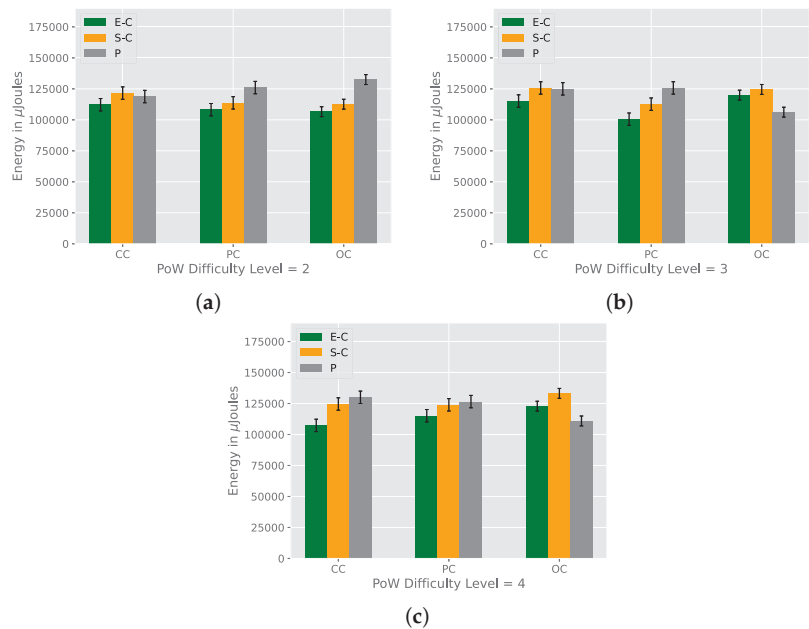 175000
150000
125000
100000
75000
50000
25000
0
Energy in μJoules
E-C
S-C
P
CC PC OC
PoW Difficulty Level = 2
(a)
175000
150000
125000
100000
75000
50000
25000
0
Energy in μJoules
E-C
S-C
P
CC PC OC
PoW Difficulty Level = 3
(b)
175000
150000
125000
100000
75000
50000
25000
0
Energy in μJoules
E-C
S-C
P
CC PC OC
PoW Difficulty Level = 4
(c)